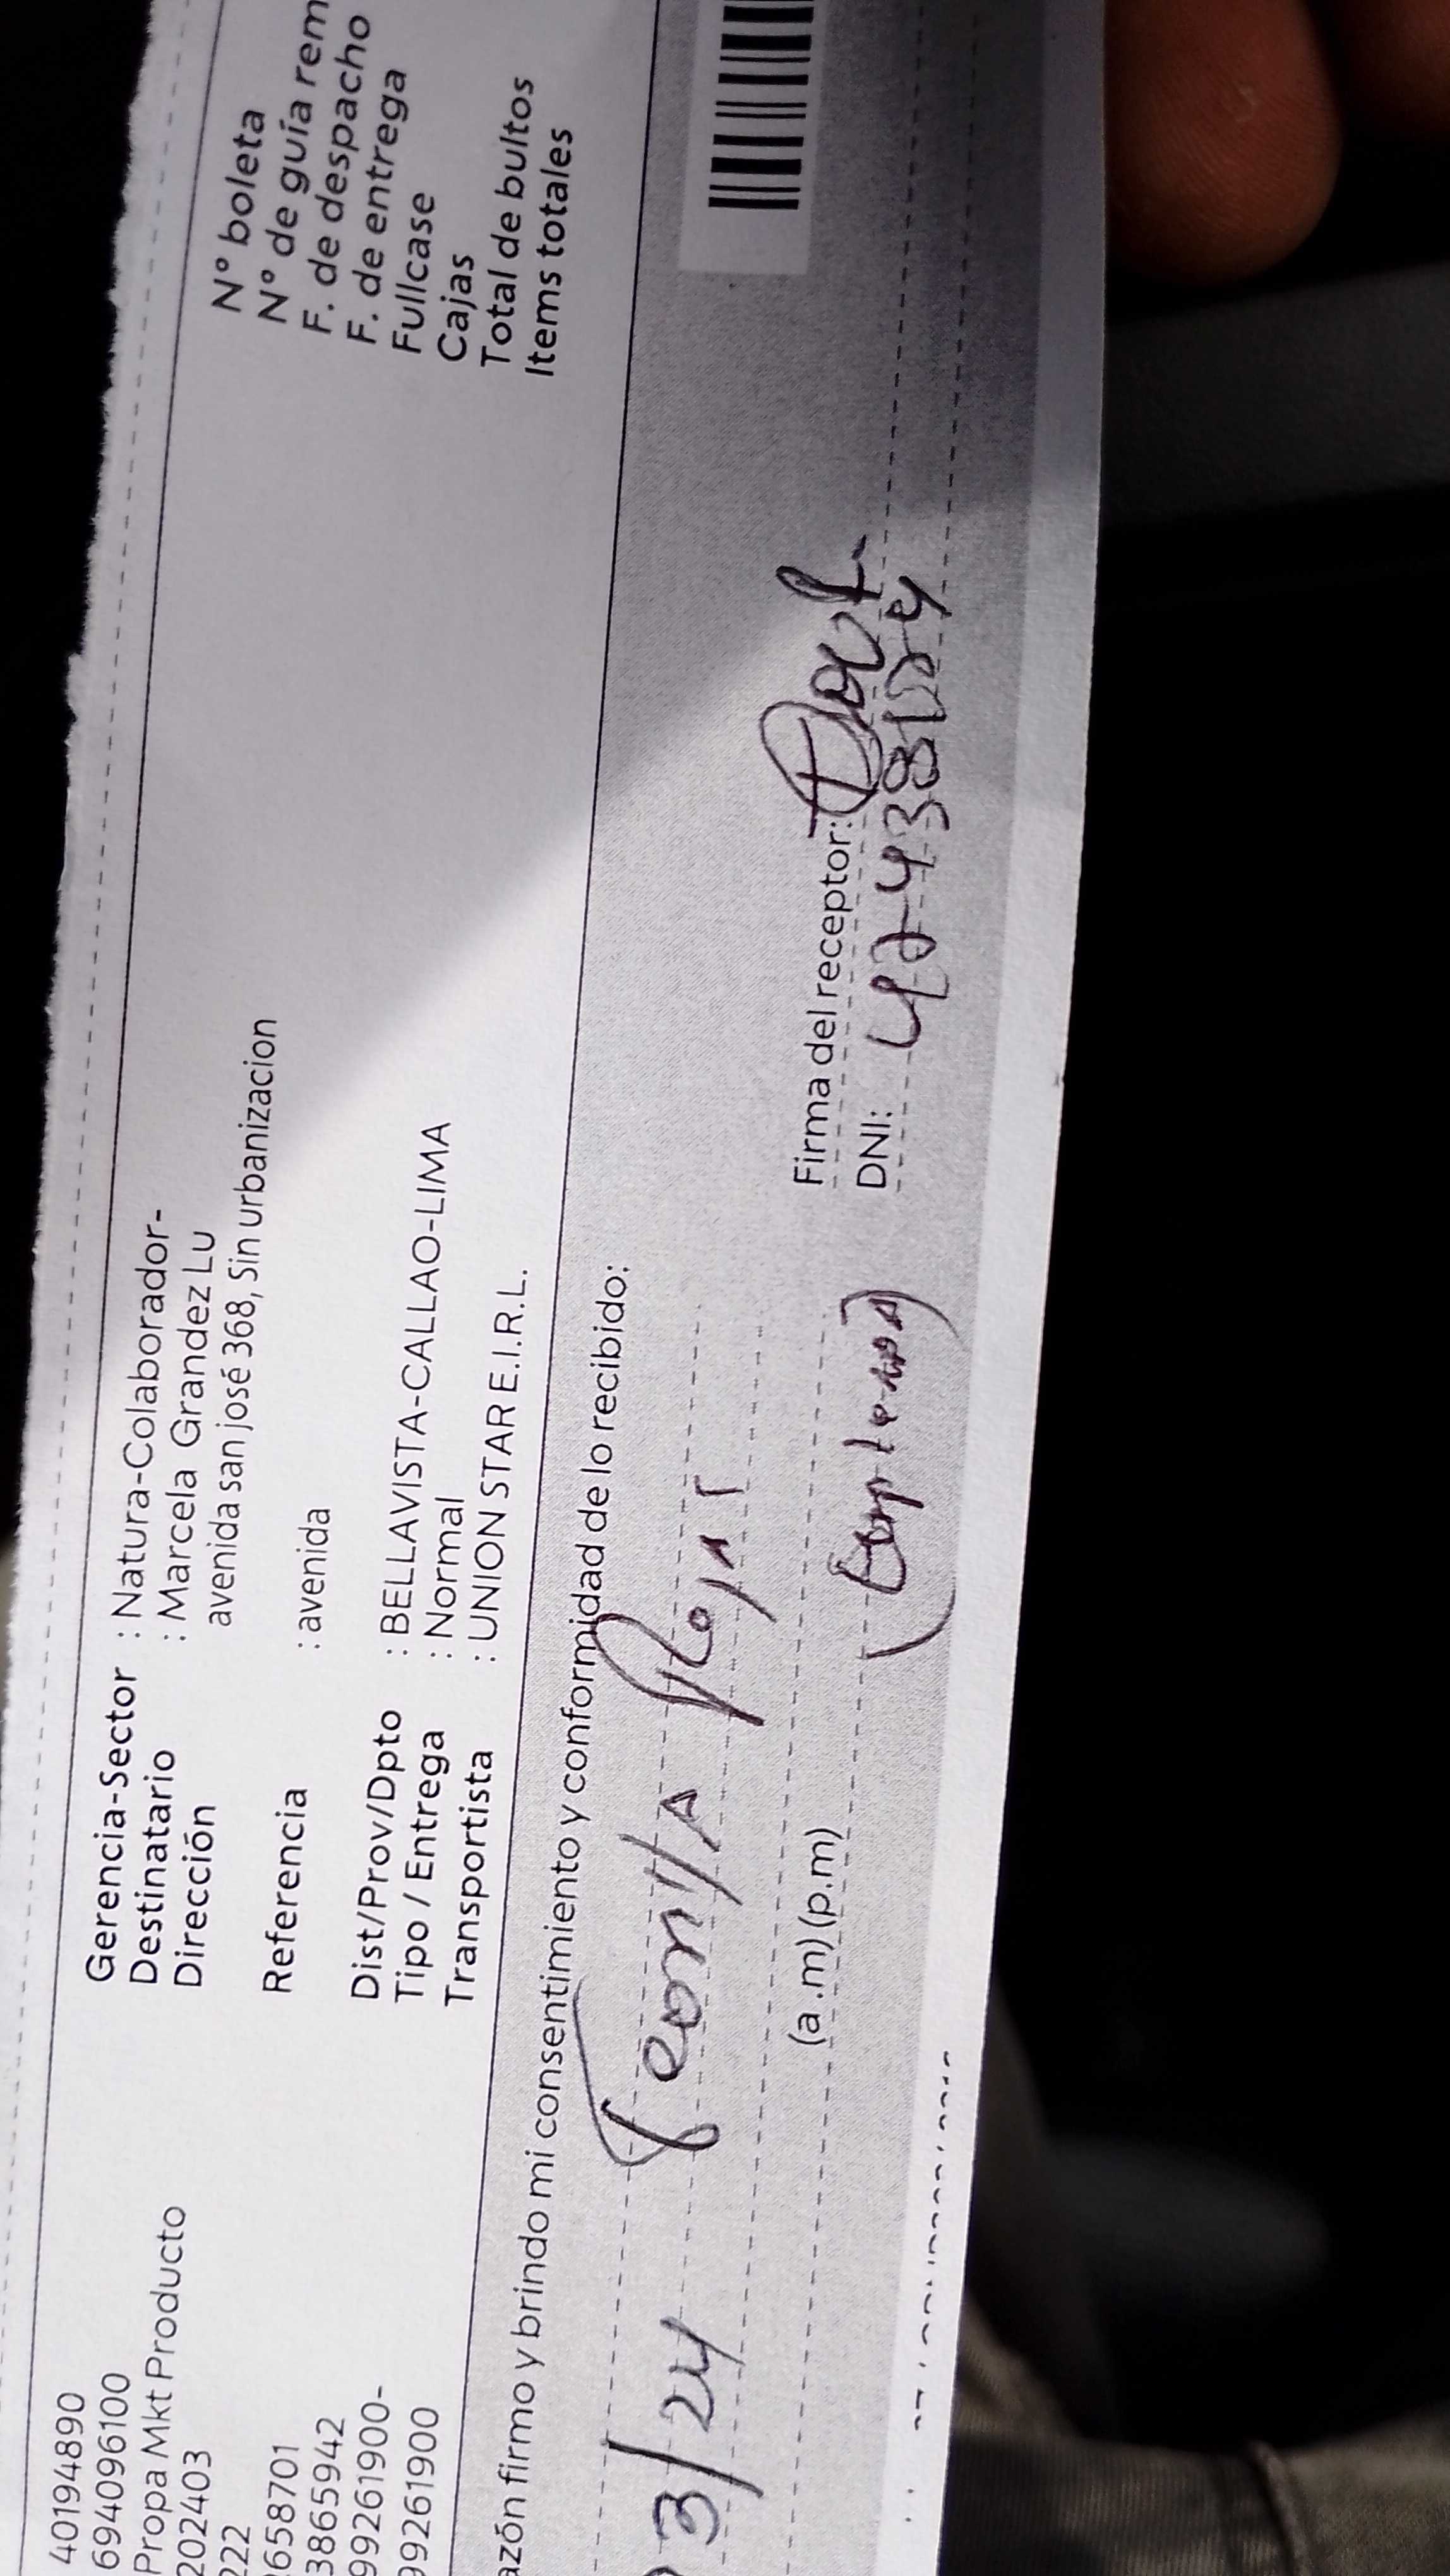 40194890
694096100
Propa Mkt Producto
202403
222
658701
3865942
99261900-
99261900
Gerencia-Sector : Natura-Colaborador-
Destinatario : Marcela Grandez Lu
Dirección avenida san josé 368, Sin urbanizacion
Referencia : avenida
Dist/Prov/Dpto : BELLAVISTA-CALLAO-LIMA
Tipo / Entrega : Normal
Transportista : UNION STAR E.I.R.L.
N° boleta
N° de guía rem
F. de despacho
F. de entrega
Fullcase
Cajas
Total de bultos
Items totales
azón firmo y brindo mi consentimiento y conformidad de lo recibido:
3/24
(a .m) (p.m)
Firma del receptor:
DNI: